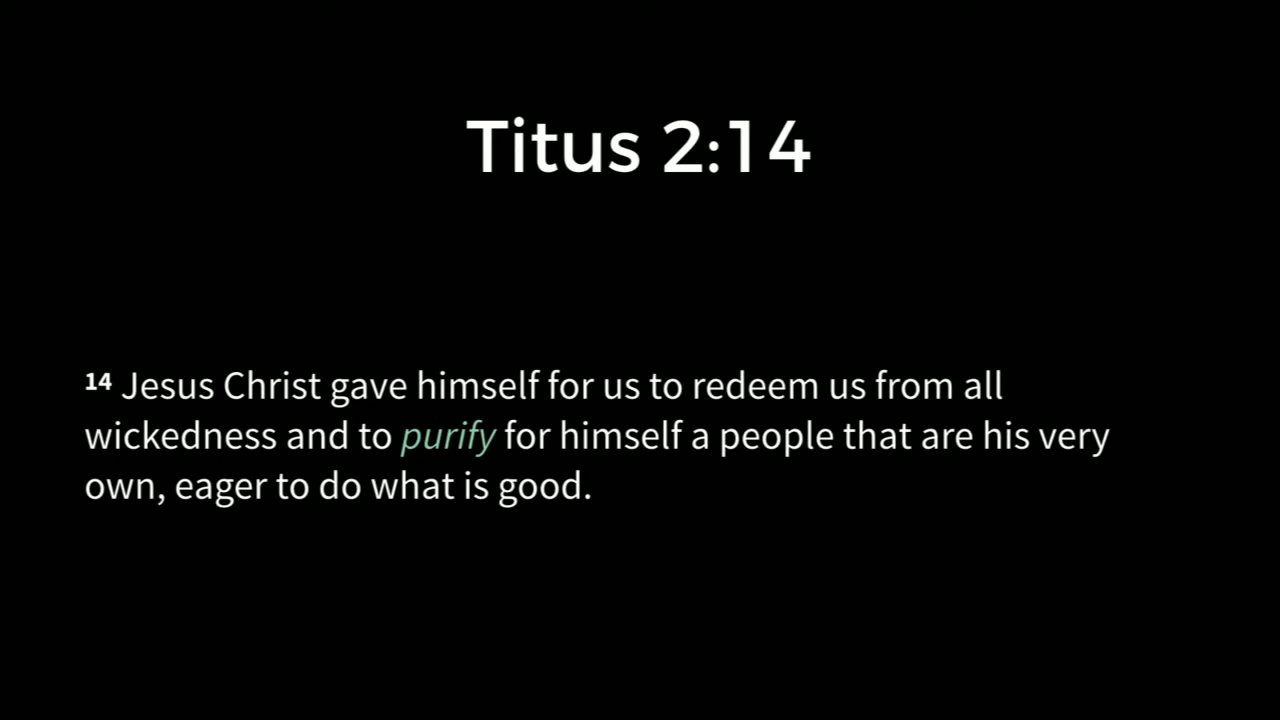 Titus 2:14
14 Jesus Christ gave himself for us to redeem us from all
wickedness and to purify for himself a people that are his very
own, eager to do what is good.